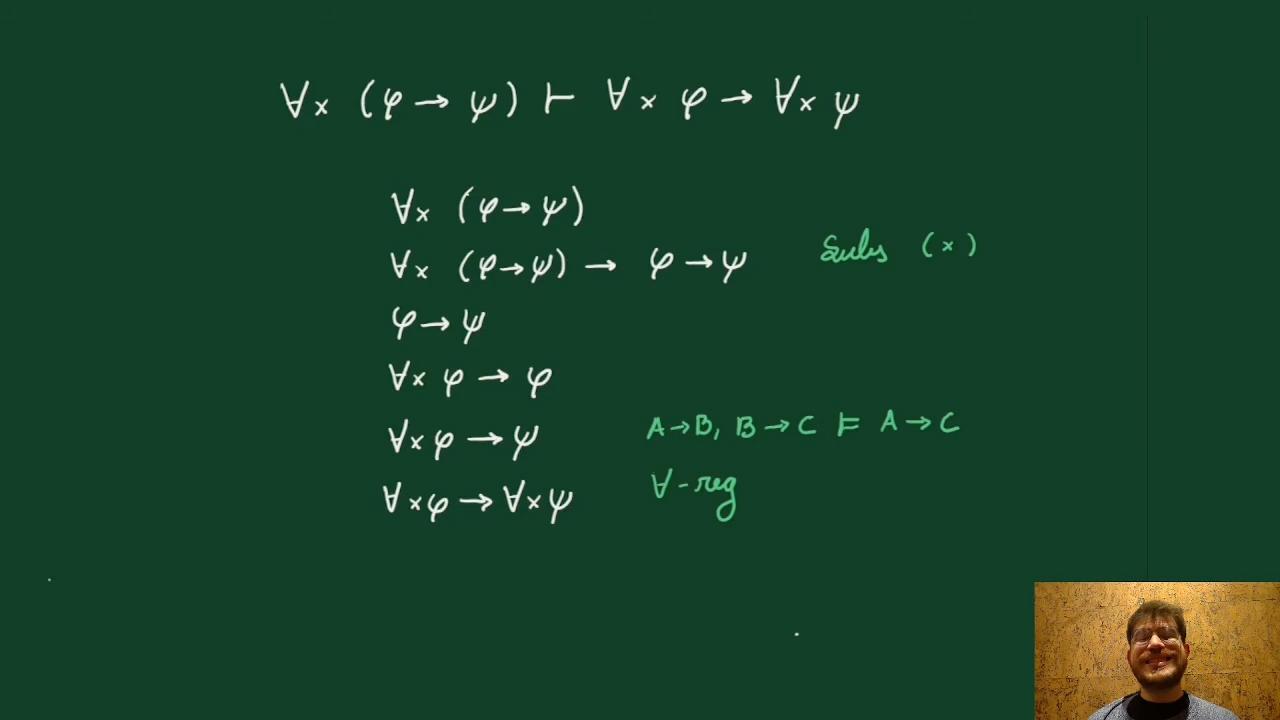 ∀x (φ → ψ) ⊢ ∀x φ → ∀x ψ
∀x (φ → ψ)
∀x (φ → ψ) → φ → ψ Subs (x)
φ → ψ
∀x φ → φ
∀x φ → ψ A → B, B → C ⊨ A → C
∀x φ → ∀x ψ ∀-reg